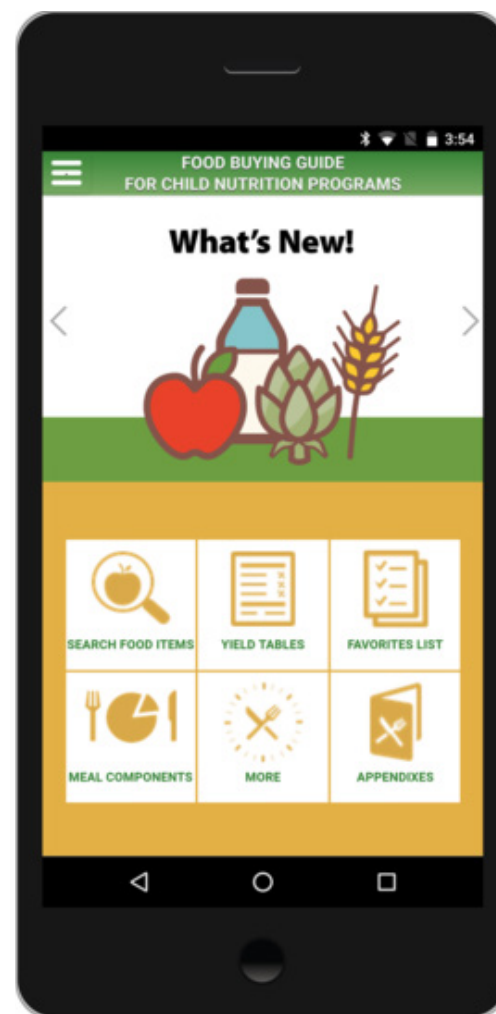 3:54
FOOD BUYING GUIDE
FOR CHILD NUTRITION PROGRAMS
What's New!
SEARCH FOOD ITEMS
YIELD TABLES
FAVORITES LIST
MEAL COMPONENTS
MORE
APPENDIXES